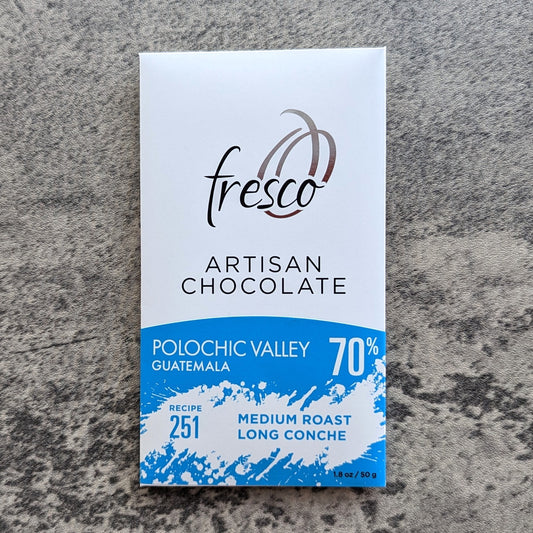 fresco
ARTISAN
CHOCOLATE
POLOCHIC VALLEY 70%
GUATEMALA
RECIPE
251
MEDIUM ROAST
LONG CONCHE
1.8 oz / 50 g